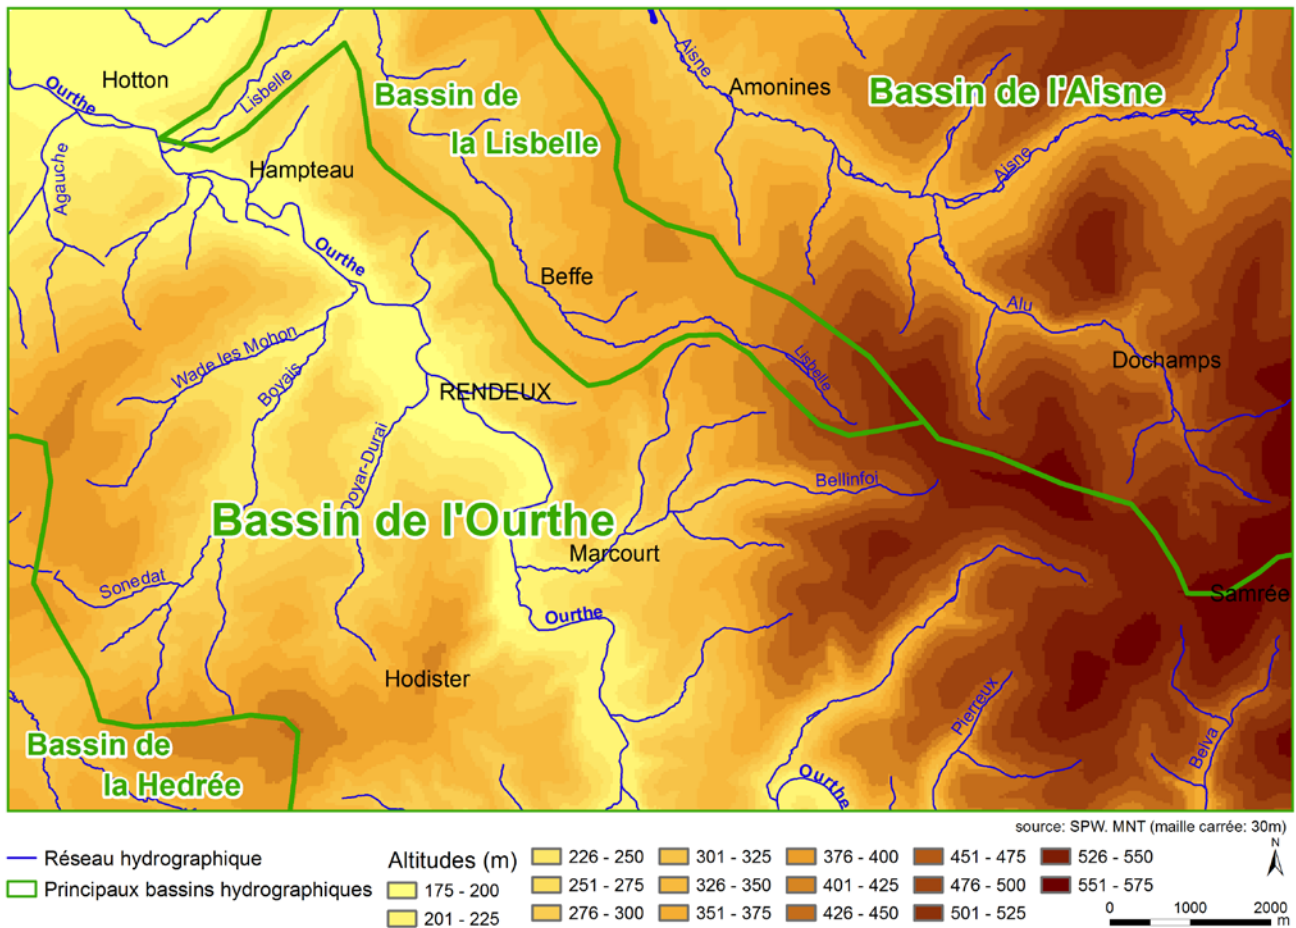 Hotton
Ourthe
Lisbelle
Agauche
Hampteau
Bassin de
la Lisbelle
Aisne
Amonines
Bassin de l'Aisne
Aisne
Ourthe
Beffe
Alu
Wade les Mohon
Bovais
RENDEUX
Lisbelle
Dochamps
Doyar-Durai
Bellinfoi
Bassin de l'Ourthe
Marcourt
Sonedat
Ourthe
Samrée
Hodister
Pierreux
Belva
Bassin de
la Hedrée
Ourthe
source: SPW. MNT (maille carrée: 30m)
Réseau hydrographique
Principaux bassins hydrographiques
Altitudes (m)
175 - 200
201 - 225
226 - 250
251 - 275
276 - 300
301 - 325
326 - 350
351 - 375
376 - 400
401 - 425
426 - 450
451 - 475
476 - 500
501 - 525
526 - 550
551 - 575
N
0 1000 2000
m